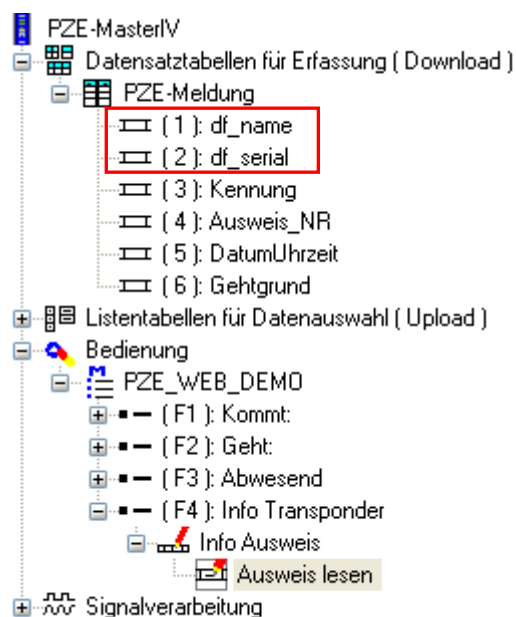 PZE-MasterIV
Datensatztabellen für Erfassung ( Download )
PZE-Meldung
( 1 ): df_name
( 2 ): df_serial
( 3 ): Kennung
( 4 ): Ausweis_NR
( 5 ): DatumUhrzeit
( 6 ): Gehtgrund
Listentabellen für Datenauswahl ( Upload )
Bedienung
PZE_WEB_DEMO
( F1 ): Kommt:
( F2 ): Geht:
( F3 ): Abwesend
( F4 ): Info Transponder
Info Ausweis
Ausweis lesen
Signalverarbeitung